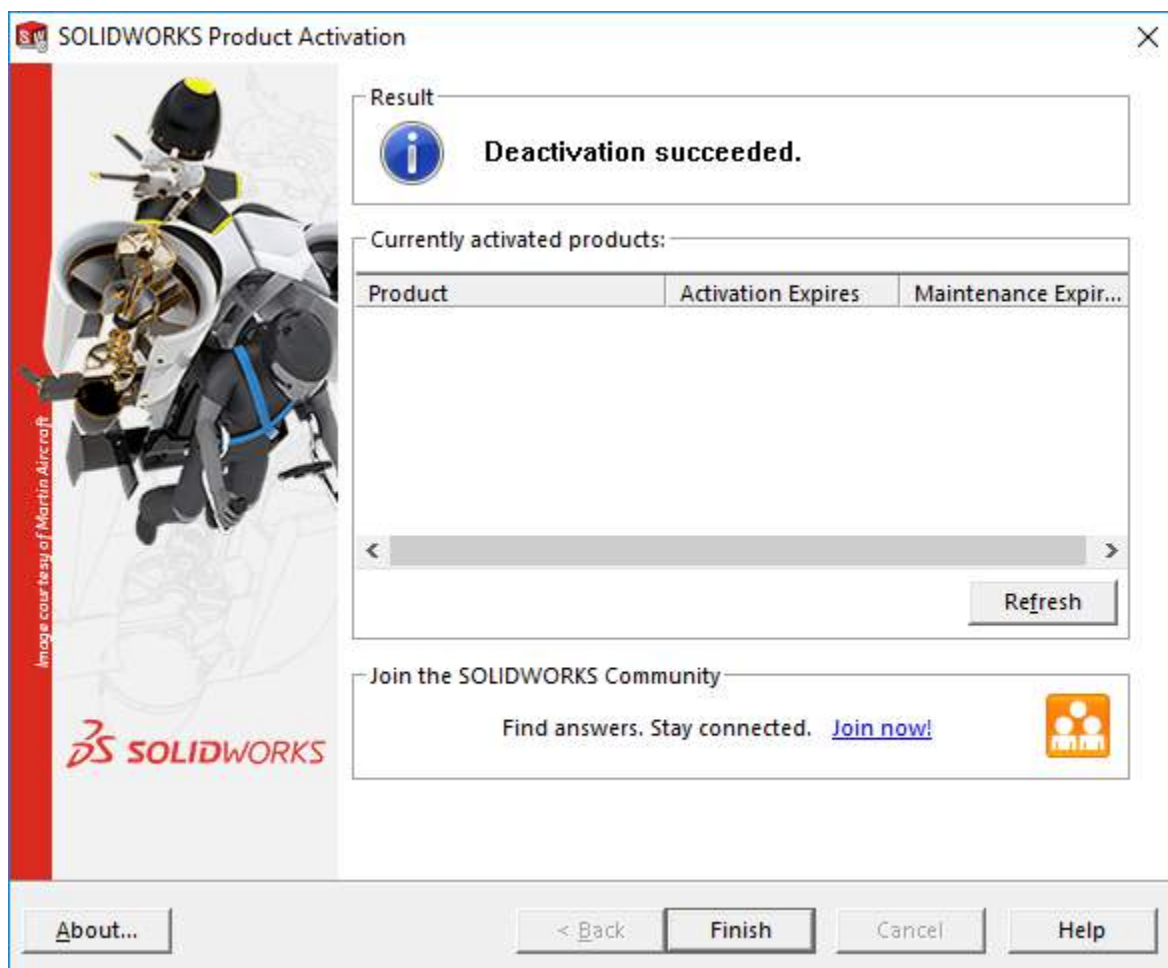 SOLIDWORKS Product Activation
Result
Deactivation succeeded.
Currently activated products:
Product Activation Expires Maintenance Expir...
Refresh
Join the SOLIDWORKS Community
Find answers. Stay connected. Join now!
Image courtesy of Martin Aircraft
SOLIDWORKS
About... < Back Finish Cancel Help